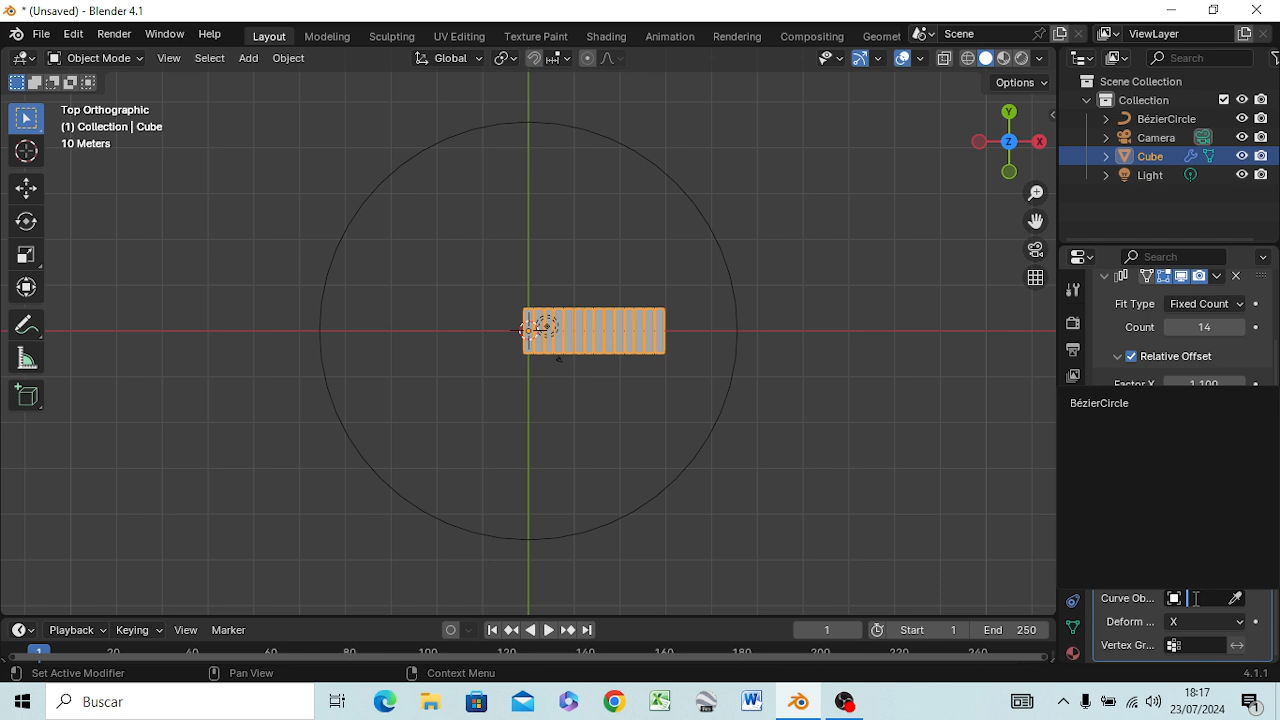 * (Unsaved) - Blender 4.1
File Edit Render Window Help Layout Modeling Sculpting UV Editing Texture Paint Shading Animation Rendering Compositing Geomet Scene ViewLayer
Object Mode View Select Add Object Global Search
Options
Top Orthographic
(1) Collection | Cube
10 Meters
Y
X
Z
Scene Collection
Collection
BézierCircle
Camera
Cube
Light
Search
Fit Type Fixed Count
Count 14
Relative Offset
Factor X 1.100
BézierCircle
Curve Ob...
Deform ... X
Vertex Gr...
Playback Keying View Marker 1 Start 1 End 250
20 40 60 80 100 120 140 160 180 200 220 240
Set Active Modifier Pan View Context Menu 4.1.1
Buscar
18:17
23/07/2024
1